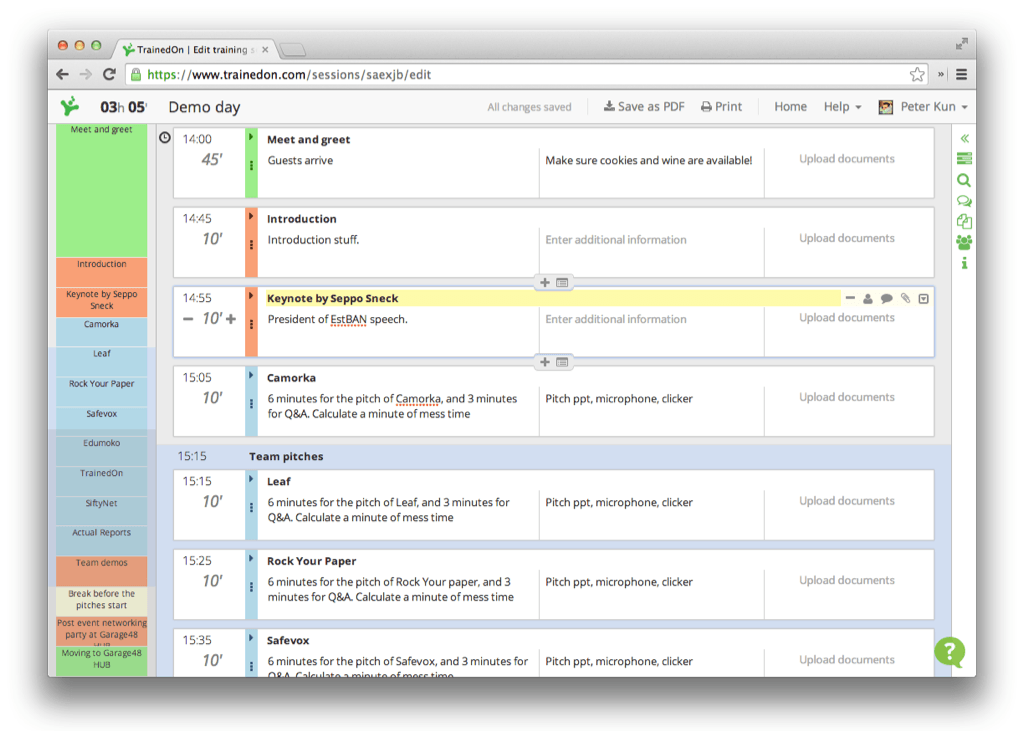 TrainedOn | Edit training s
https://www.trainedon.com/sessions/saexjb/edit
03h 05' Demo day All changes saved Save as PDF Print Home Help Peter Kun
Meet and greet
Introduction
Keynote by Seppo
Sneck
Camorka
Leaf
Rock Your Paper
Safevox
Edumoko
TrainedOn
SiftyNet
Actual Reports
Team demos
Break before the
pitches start
Post event networking
party at Garage48
HUB
Moving to Garage48
HUB
14:00 Meet and greet
45' Guests arrive Make sure cookies and wine are available! Upload documents
14:45 Introduction
10' Introduction stuff. Enter additional information Upload documents
14:55 Keynote by Seppo Sneck
− 10' + President of EstBAN speech. Enter additional information Upload documents
15:05 Camorka
10' 6 minutes for the pitch of Camorka, and 3 minutes Pitch ppt, microphone, clicker Upload documents
for Q&A. Calculate a minute of mess time
15:15 Team pitches
15:15 Leaf
10' 6 minutes for the pitch of Leaf, and 3 minutes for Pitch ppt, microphone, clicker Upload documents
Q&A. Calculate a minute of mess time
15:25 Rock Your Paper
10' 6 minutes for the pitch of Rock Your paper, and 3 Pitch ppt, microphone, clicker Upload documents
minutes for Q&A. Calculate a minute of mess time
15:35 Safevox
10' 6 minutes for the pitch of Safevox, and 3 minutes for Pitch ppt, microphone, clicker Upload documents
Q&A. Calculate a minute of mess time
?